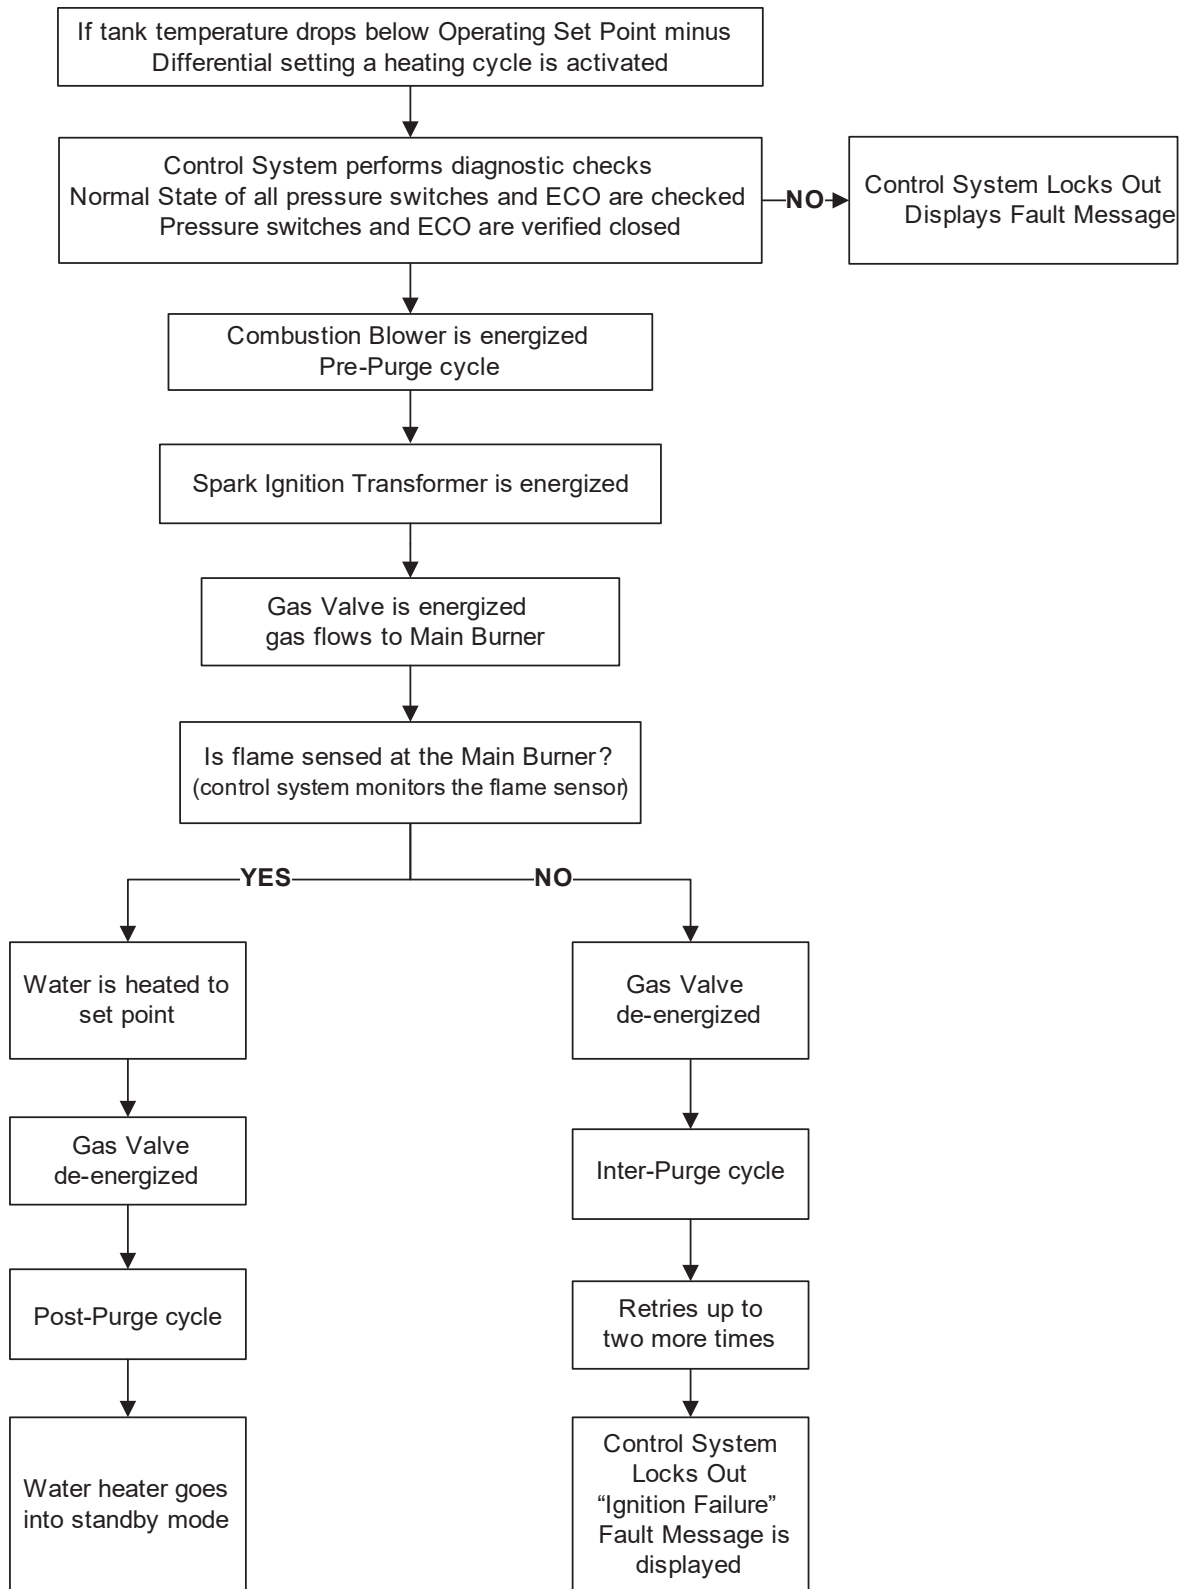 If tank temperature drops below Operating Set Point minus
Differential setting a heating cycle is activated
Control System performs diagnostic checks
Normal State of all pressure switches and ECO are checked
Pressure switches and ECO are verified closed
NO
Control System Locks Out
Displays Fault Message
Combustion Blower is energized
Pre-Purge cycle
Spark Ignition Transformer is energized
Gas Valve is energized
gas flows to Main Burner
Is flame sensed at the Main Burner?
(control system monitors the flame sensor)
YES
NO
Water is heated to
set point
Gas Valve
de-energized
Gas Valve
de-energized
Inter-Purge cycle
Post-Purge cycle
Retries up to
two more times
Water heater goes
into standby mode
Control System
Locks Out
“Ignition Failure”
Fault Message is
displayed